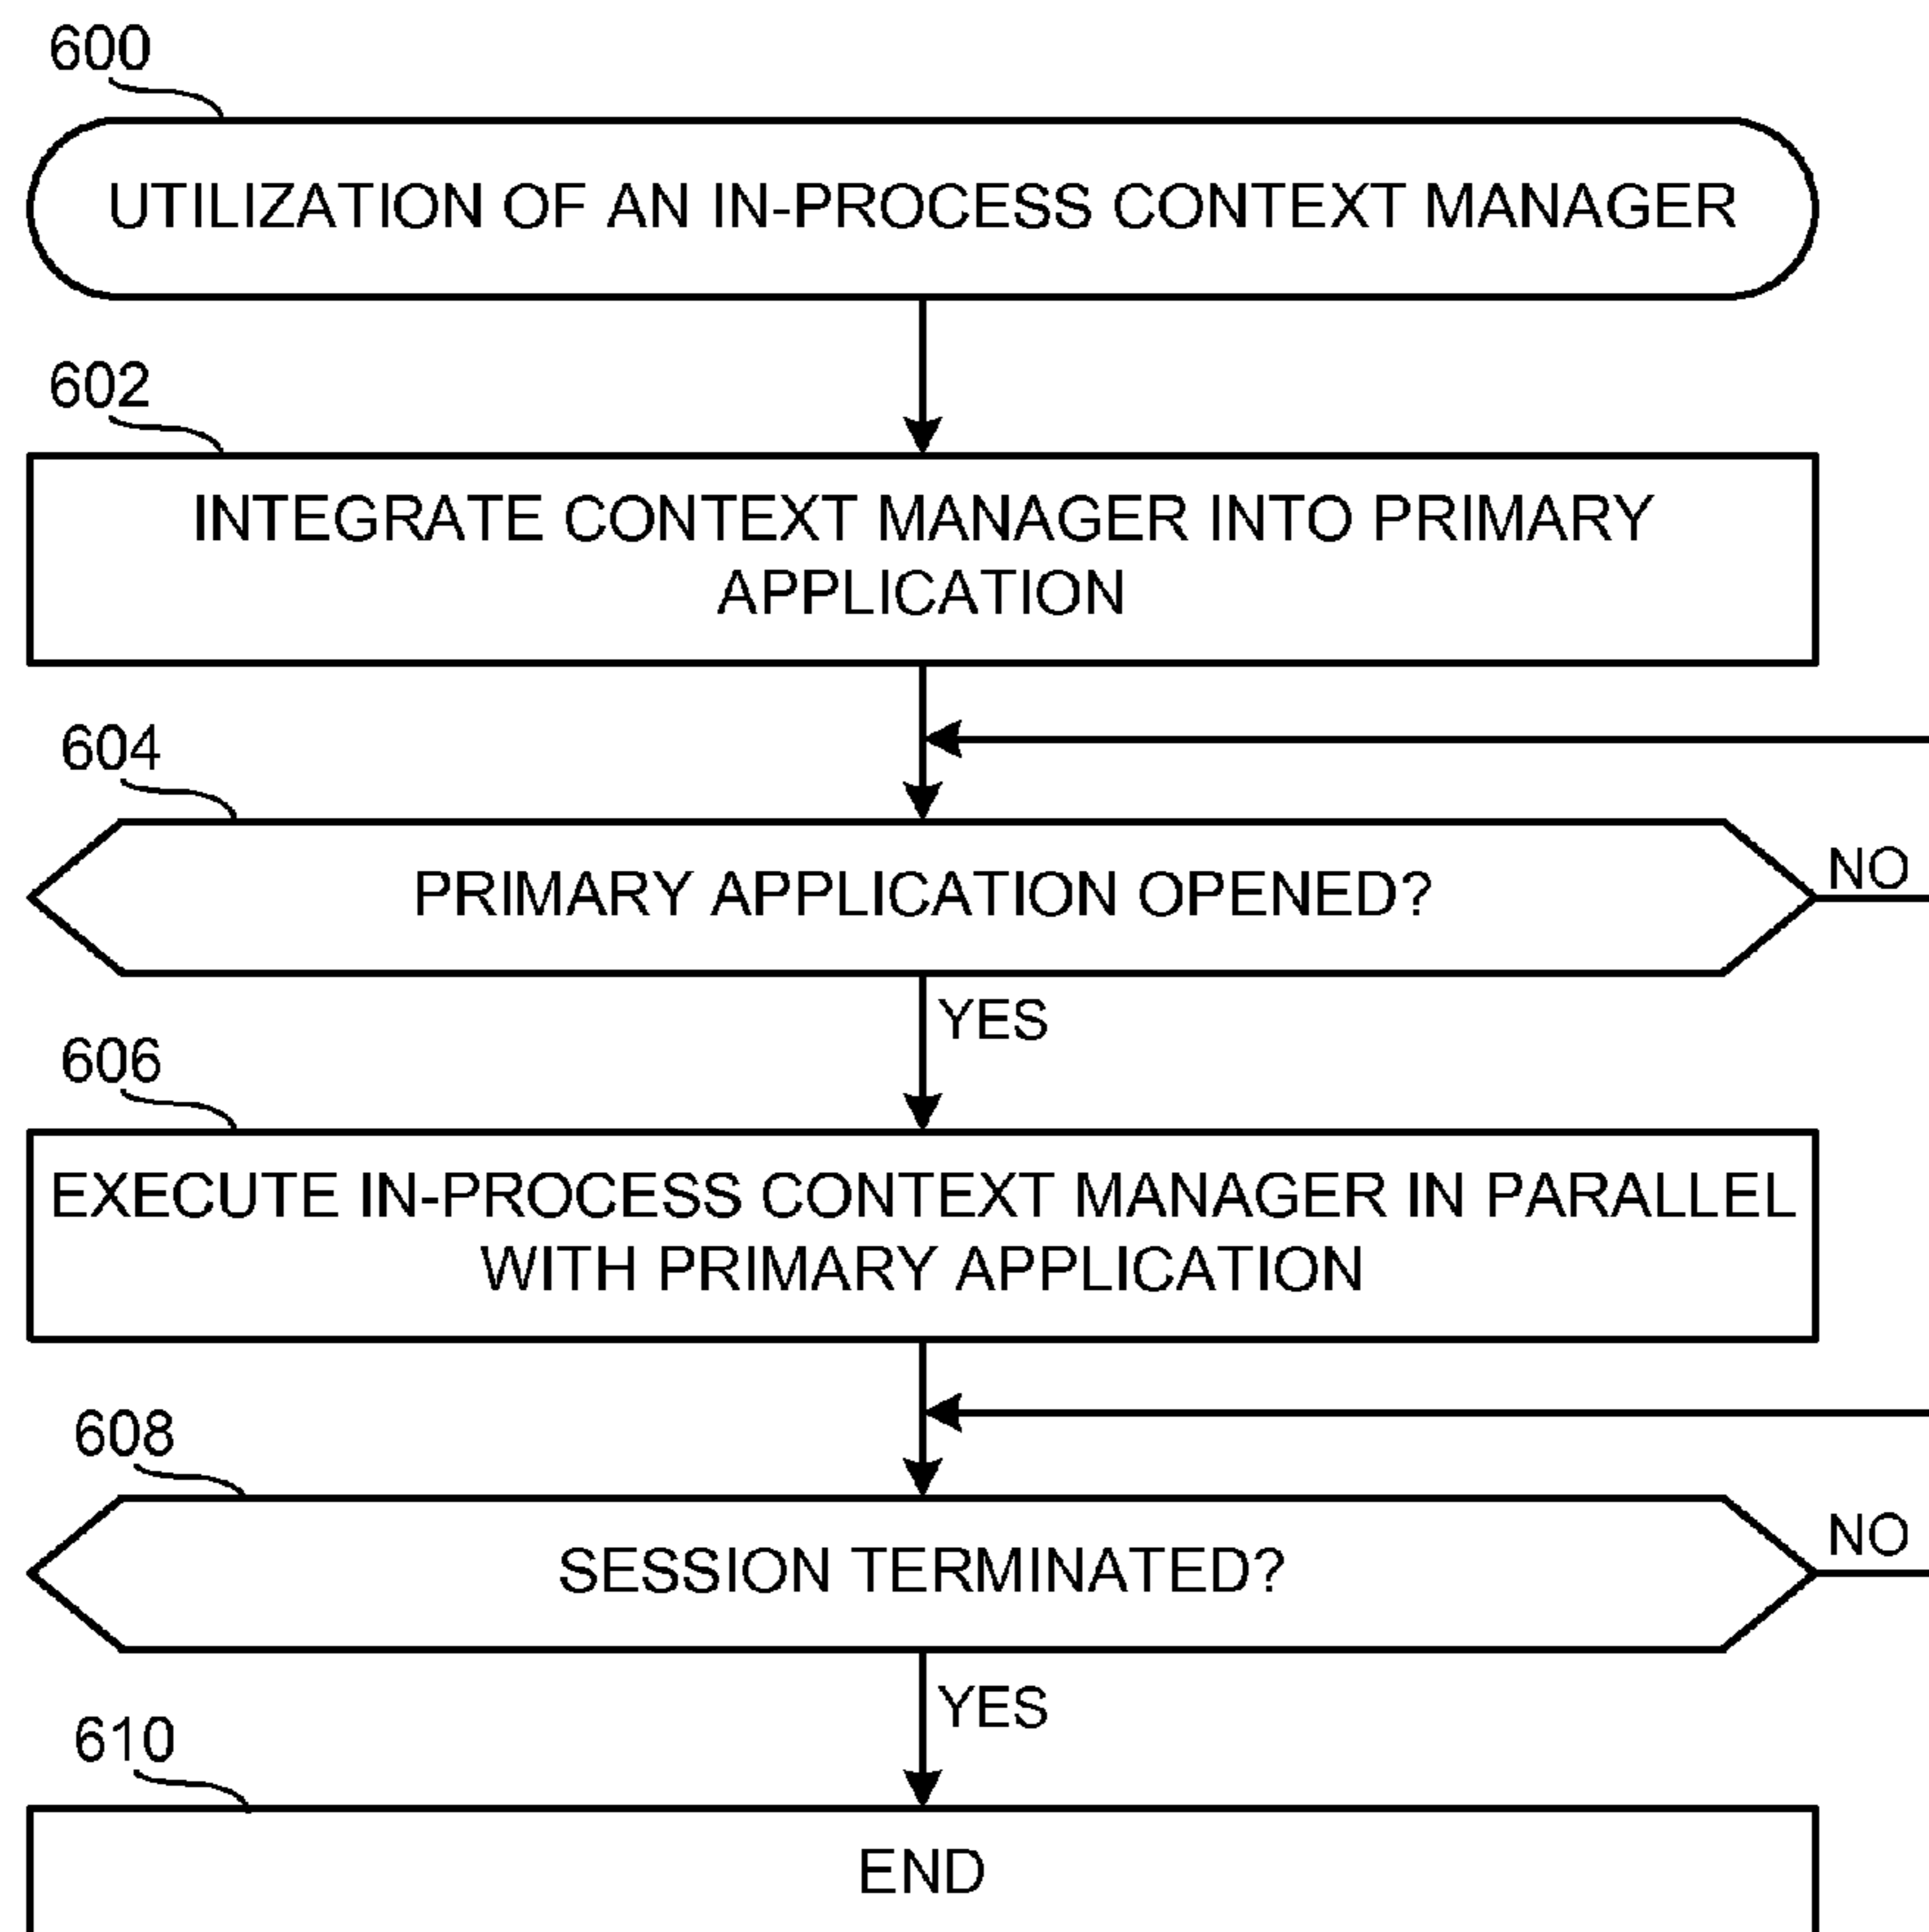 600
UTILIZATION OF AN IN-PROCESS CONTEXT MANAGER
602
INTEGRATE CONTEXT MANAGER INTO PRIMARY
APPLICATION
604
PRIMARY APPLICATION OPENED?
NO
YES
606
EXECUTE IN-PROCESS CONTEXT MANAGER IN PARALLEL
WITH PRIMARY APPLICATION
608
SESSION TERMINATED?
NO
YES
610
END